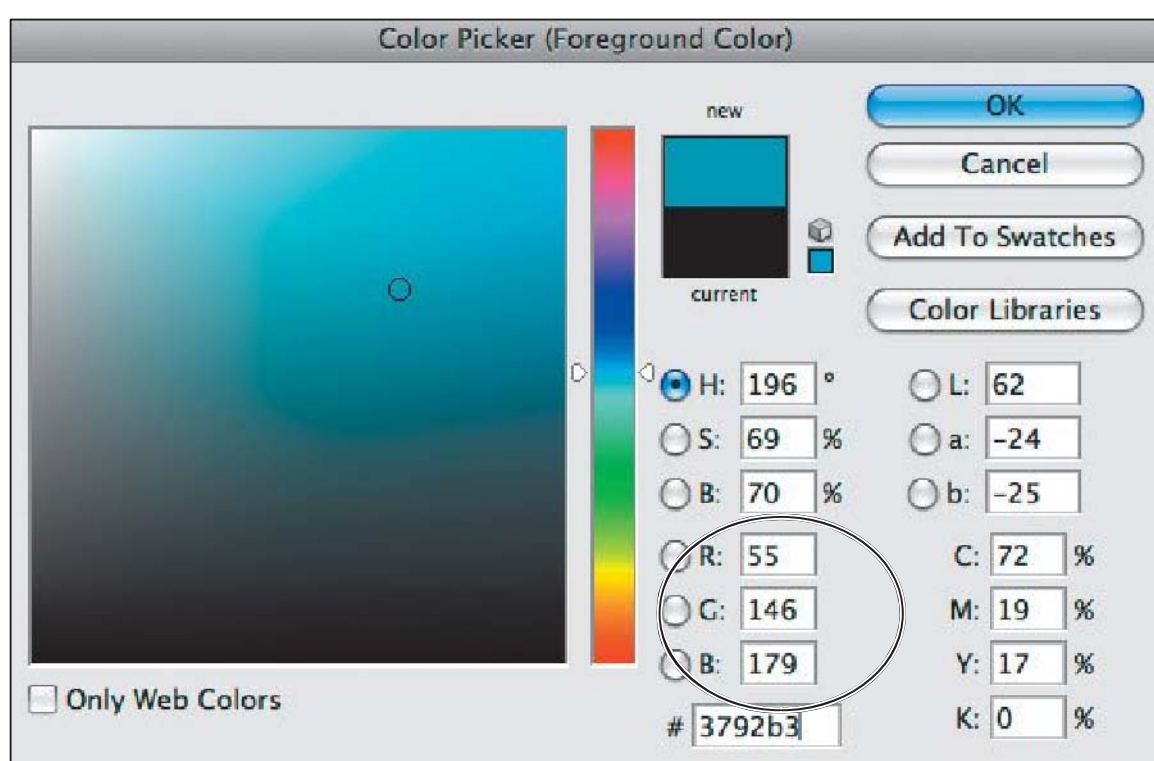 Color Picker (Foreground Color)
new
current
OK
Cancel
Add To Swatches
Color Libraries
H: 196 °
S: 69 %
B: 70 %
R: 55
G: 146
B: 179
# 3792b3
L: 62
a: -24
b: -25
C: 72 %
M: 19 %
Y: 17 %
K: 0 %
Only Web Colors